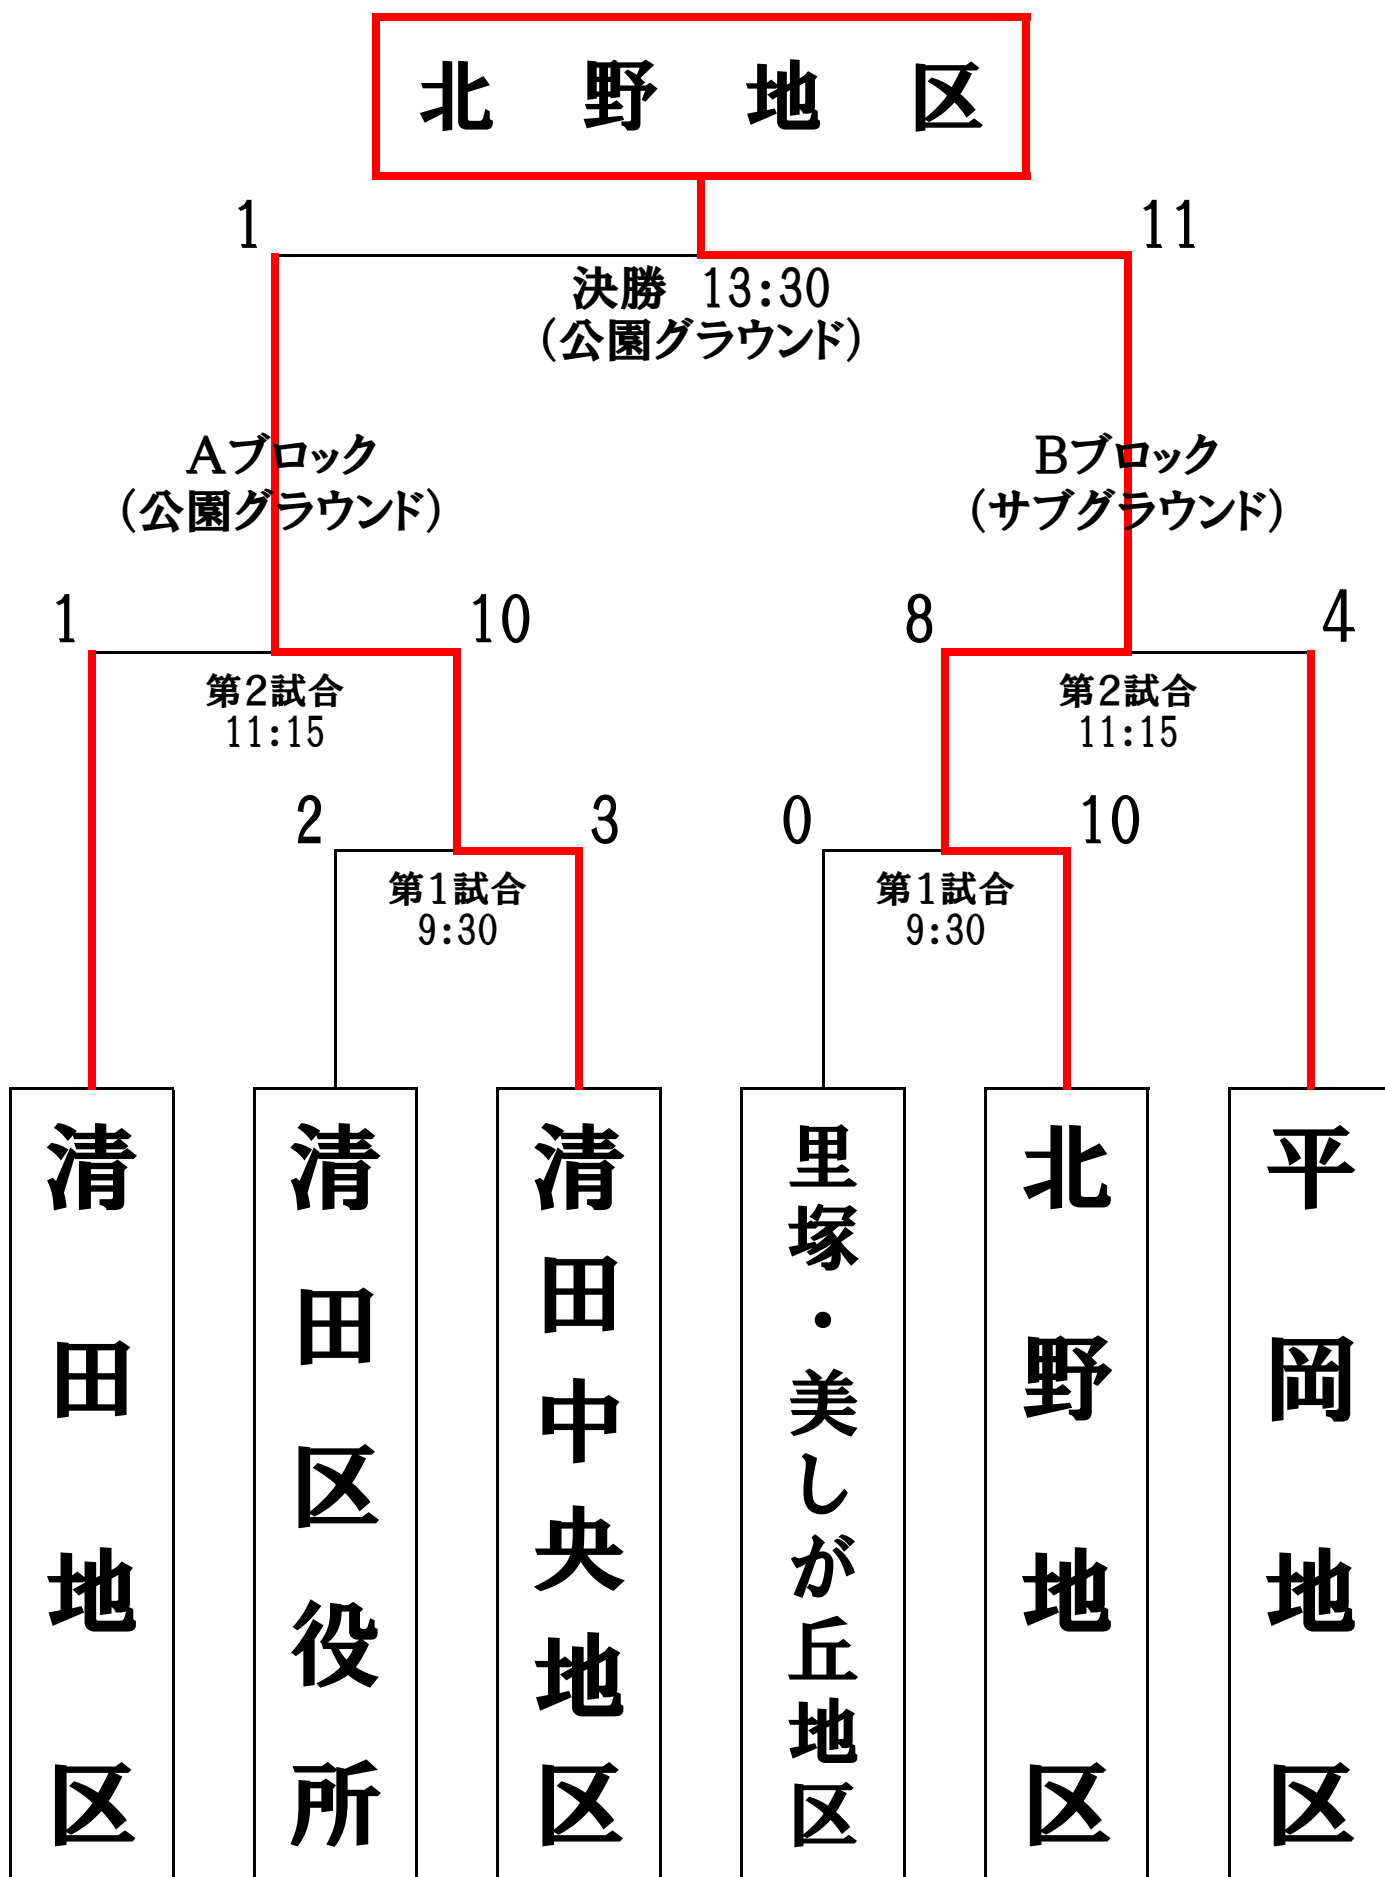 北野地区
1
11
決勝 13:30
(公園グラウンド)
Aブロック
(公園グラウンド)
Bブロック
(サブグラウンド)
1
10
8
4
第2試合
11:15
第2試合
11:15
2
3
0
10
第1試合
9:30
第1試合
9:30
清田地区
清田区役所
清田中央地区
里塚・美しが丘地区
北野地区
平岡地区